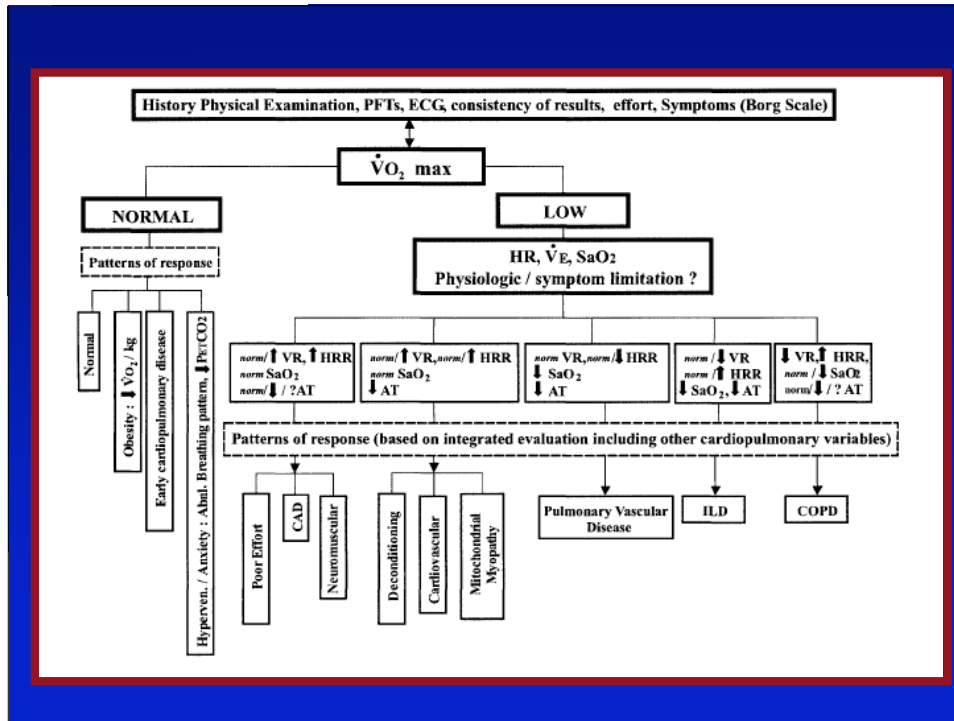 History Physical Examination, PFTs, ECG, consistency of results, effort, Symptoms (Borg Scale)
V̇O₂ max
NORMAL
LOW
Patterns of response
HR, V̇E, SaO₂
Physiologic / symptom limitation ?
Normal
Obesity : ⬇ V̇O₂ / kg
Early cardiopulmonary disease
Hyperven. / Anxiety : Abnl. Breathing pattern, ⬇PETCO2
norm/⬆ VR, ⬆ HRR
norm SaO₂
norm/⬇ / ?AT
norm/⬆ VR, norm/⬆ HRR
norm SaO₂
⬇ AT
norm VR, norm/⬇ HRR
⬇ SaO₂
⬇ AT
norm /⬇ VR
norm /⬆ HRR
⬇ SaO₂, ⬇ AT
⬇ VR, ⬆ HRR,
norm / ⬇ SaO₂
norm/⬇ / ? AT
Patterns of response (based on integrated evaluation including other cardiopulmonary variables)
Poor Effort
CAD
Neuromuscular
Deconditioning
Cardiovascular
Mitochondrial
Myopathy
Pulmonary Vascular
Disease
ILD
COPD